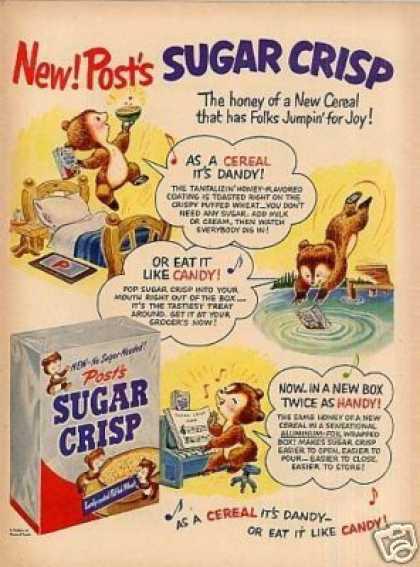 New! Post's SUGAR CRISP
The honey of a New Cereal
that has Folks Jumpin' for Joy!
AS A CEREAL
IT'S DANDY!
THE TANTALIZIN' HONEY-FLAVORED
COATING IS TOASTED RIGHT ON THE
CRISPY PUFFED WHEAT...YOU DON'T
NEED ANY SUGAR. ADD MILK
OR CREAM, THEN WATCH
EVERYBODY DIG IN!
OR EAT IT
LIKE CANDY!
POP SUGAR CRISP INTO YOUR
MOUTH RIGHT OUT OF THE BOX...
IT'S THE TASTIEST TREAT
AROUND. GET IT AT YOUR
GROCER'S NOW!
NEW-No Sugar Needed!
Post's
SUGAR
CRISP
NOW-IN A NEW BOX
TWICE AS HANDY!
THE SAME HONEY OF A NEW
CEREAL IN A SENSATIONAL
ALUMINUM-FOIL WRAPPED
BOX! MAKES SUGAR CRISP
EASIER TO OPEN, EASIER TO
POUR-EASIER TO CLOSE,
EASIER TO STORE!
AS A CEREAL IT'S DANDY-
OR EAT IT LIKE CANDY!